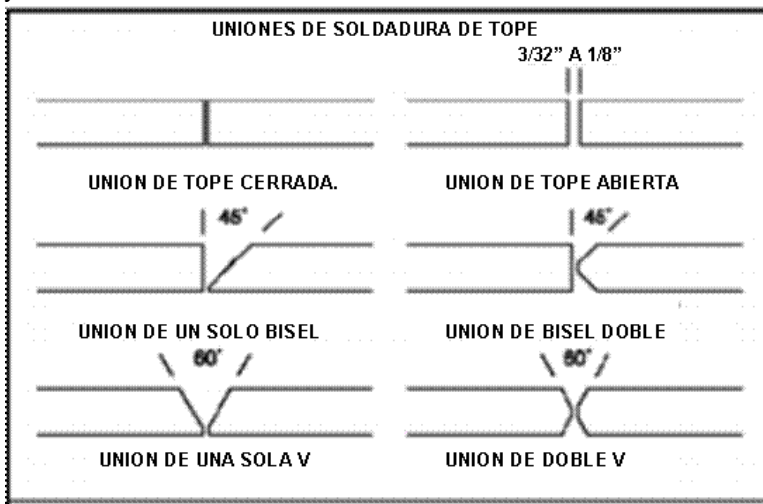 UNIONES DE SOLDADURA DE TOPE
3/32” A 1/8”
UNION DE TOPE CERRADA.
UNION DE TOPE ABIERTA
45°
45°
UNION DE UN SOLO BISEL
UNION DE BISEL DOBLE
60°
60°
UNION DE UNA SOLA V
UNION DE DOBLE V